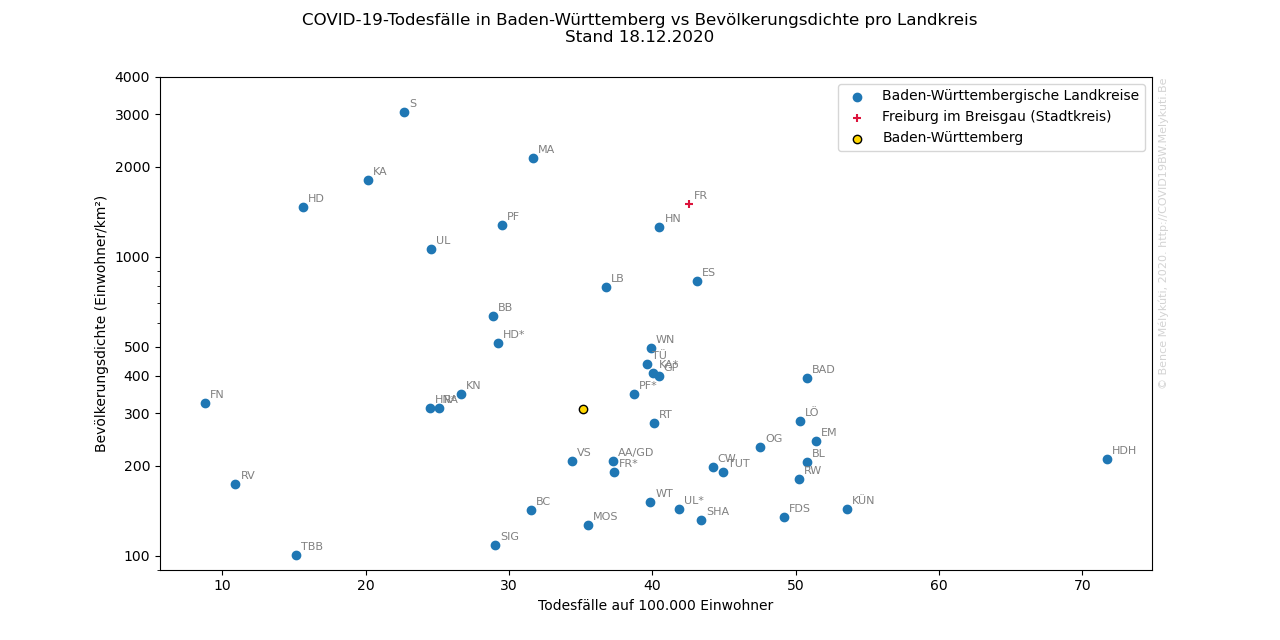 COVID-19-Todesfälle in Baden-Württemberg vs Bevölkerungsdichte pro Landkreis
Stand 18.12.2020
4000
3000
2000
1000
500
400
300
200
100
Bevölkerungsdichte (Einwohner/km²)
Baden-Württembergische Landkreise
Freiburg im Breisgau (Stadtkreis)
Baden-Württemberg
S
MA
KA
HD
FR
PF
HN
UL
ES
LB
BB
HD*
WN
TÜ
KA*
GP
BAD
KN
PF*
FN
HN*
RA
RT
LÖ
EM
OG
VS
AA/GD
FR*
CW
TUT
BL
RW
HDH
RV
WT
BC
UL*
KÜN
MOS
SHA
FDS
SIG
TBB
10
20
30
40
50
60
70
Todesfälle auf 100.000 Einwohner
© Bence Mélykúti, 2020. http://COVID19BW.Melykuti.Be